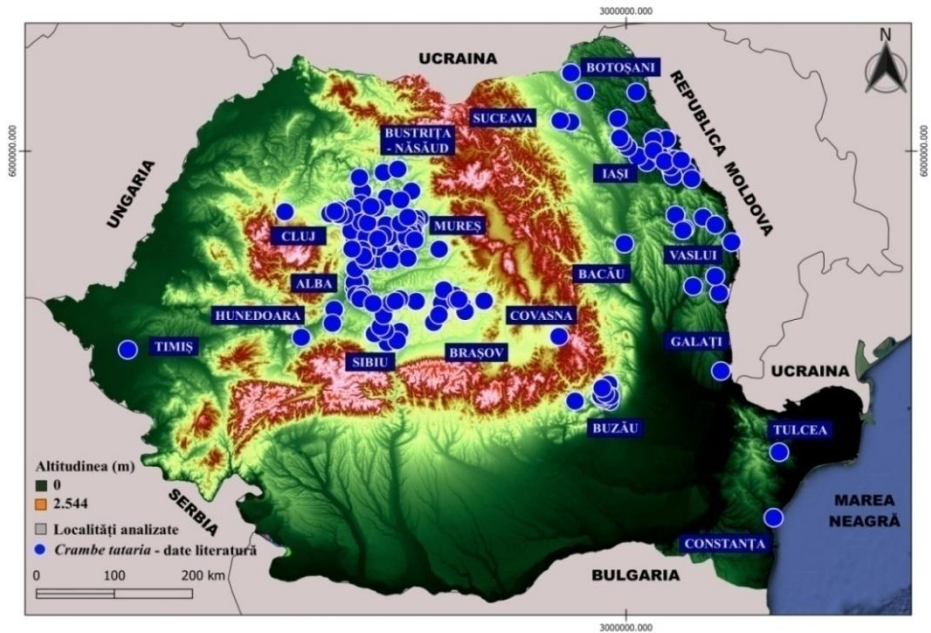 3000000.000
N
UCRAINA
BOTOȘANI
REPUBLICA MOLDOVA
SUCEAVA
BUSTRIȚA
- NĂSĂUD
6000000.000
6000000.000
IAȘI
UNGARIA
CLUJ
MUREȘ
VASLUI
BACĂU
ALBA
HUNEDOARA
COVASNA
GALAȚI
TIMIȘ
BRAȘOV
SIBIU
UCRAINA
BUZĂU
TULCEA
Altitudinea (m)
0
2.544
Localități analizate
Crambe tataria - date literatură
0 100 200 km
SERBIA
MAREA
NEAGRĂ
CONSTANȚA
BULGARIA
3000000.000